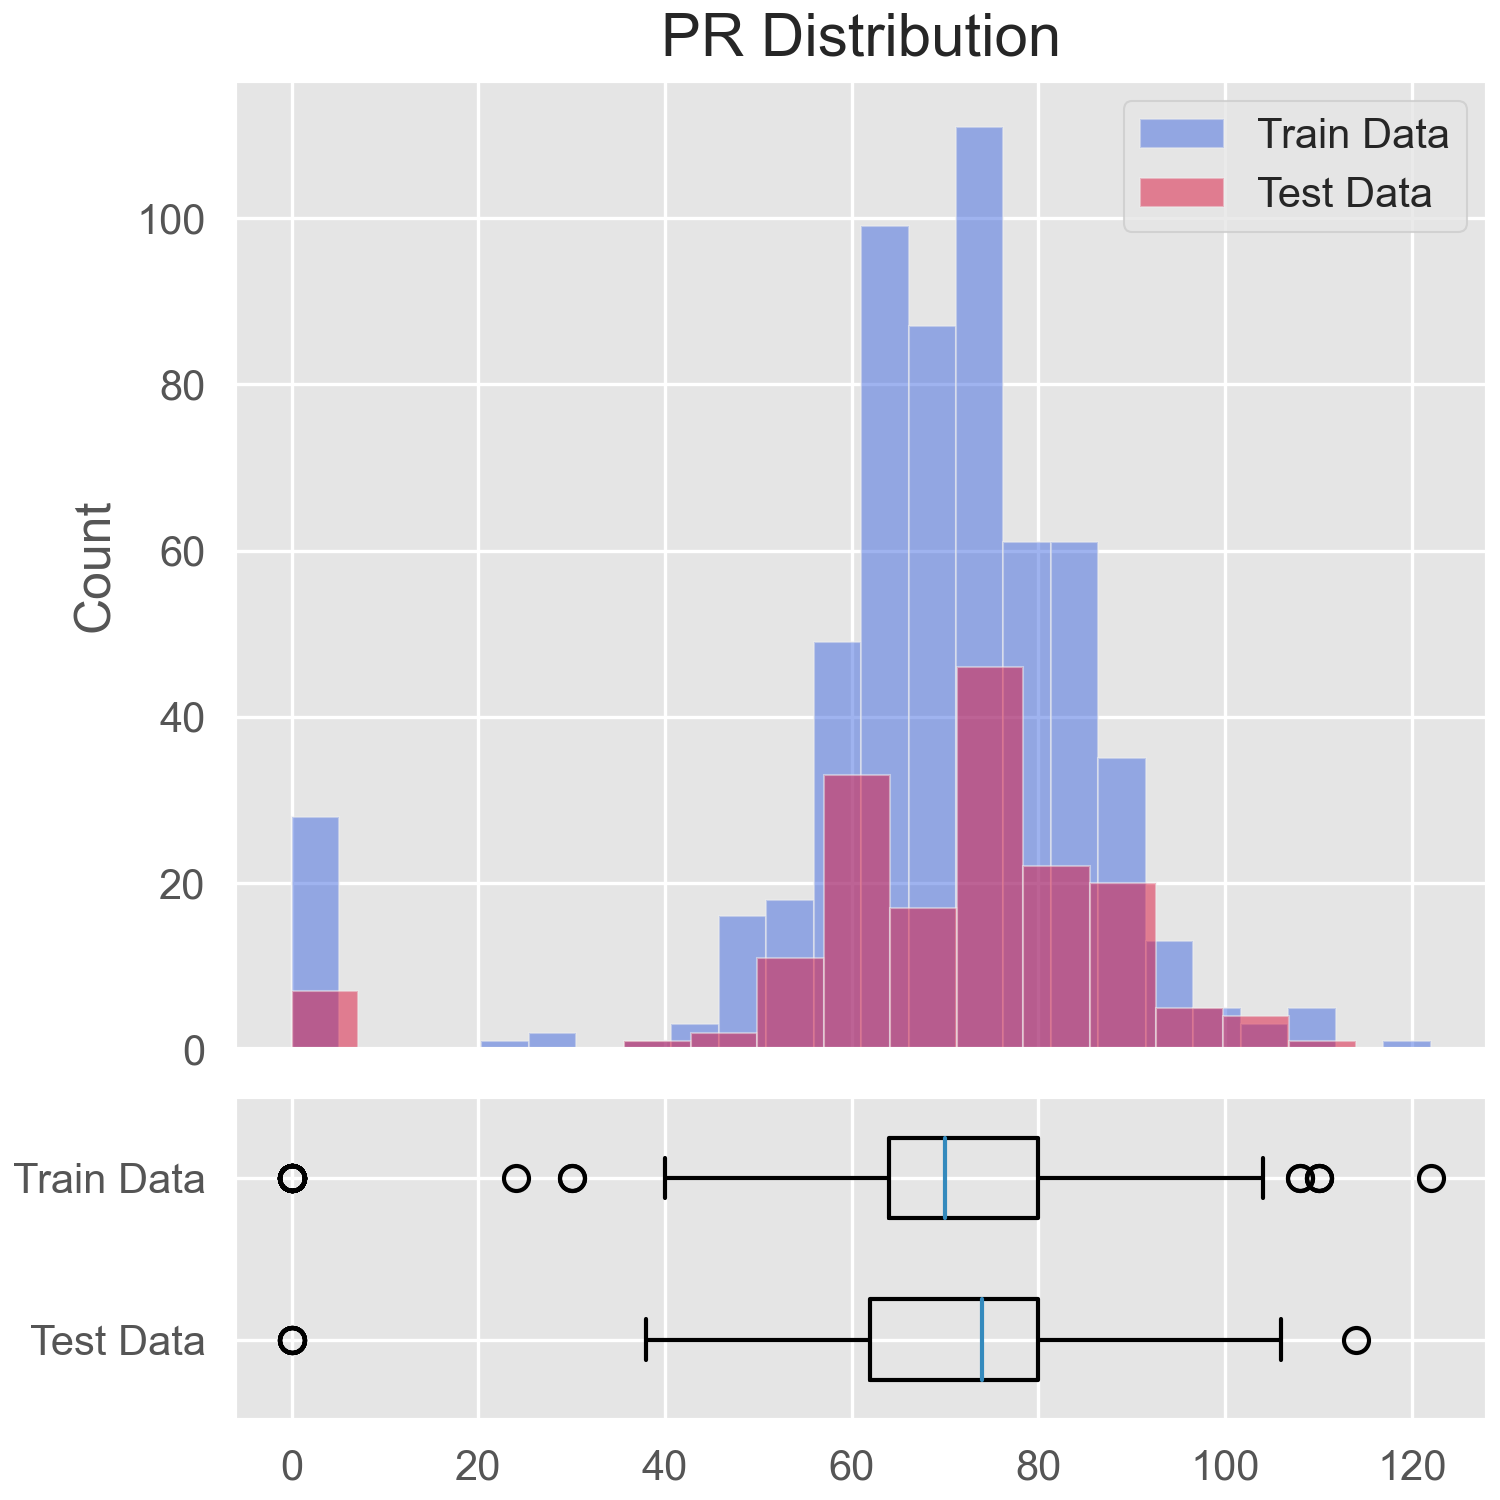 PR Distribution
Train Data
Test Data
Count
100
80
60
40
20
0
Train Data
Test Data
0 20 40 60 80 100 120